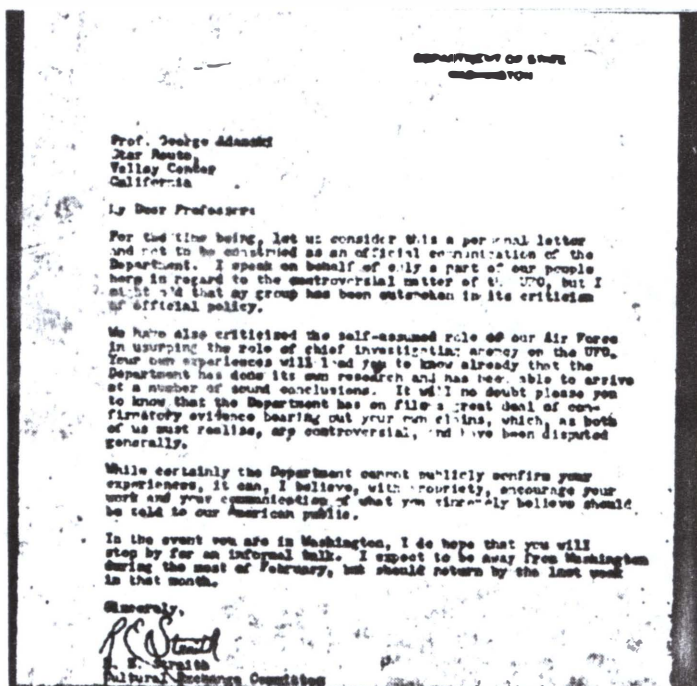 DEPARTMENT OF STATE
WASHINGTON
Prof. George Adamski
Star Route,
Valley Center
California
My Dear Professor:
For the time being, let us consider this a personal letter
and not to be construed as an official communication of the
Department. I speak on behalf of only a part of our people
here in regard to the controversial matter of the UFO, but I
might add that my group has been outspoken in its criticism
of official policy.
We have also criticised the self-assumed role of our Air Force
in usurping the role of chief investigating agency on the UFO.
Your own experiences will lead you to know already that the
Department has done its own research and has been able to arrive
at a number of sound conclusions. It will no doubt please you
to know that the Department has on file a great deal of con-
firmatory evidence bearing out your own claims, which, as both
of us must realize, are controversial, and have been disputed
generally.
While certainly the Department cannot publicly confirm your
experiences, it can, I believe, with propriety, encourage your
work and your communication of what you sincerely believe should
be told to our American public.
In the event you are in Washington, I do hope that you will
stop by for an informal talk. I expect to be away from Washington
during the most of February, but should return by the last week
in that month.
Sincerely,
R E Straith
R. E. Straith
Cultural Exchange Committee